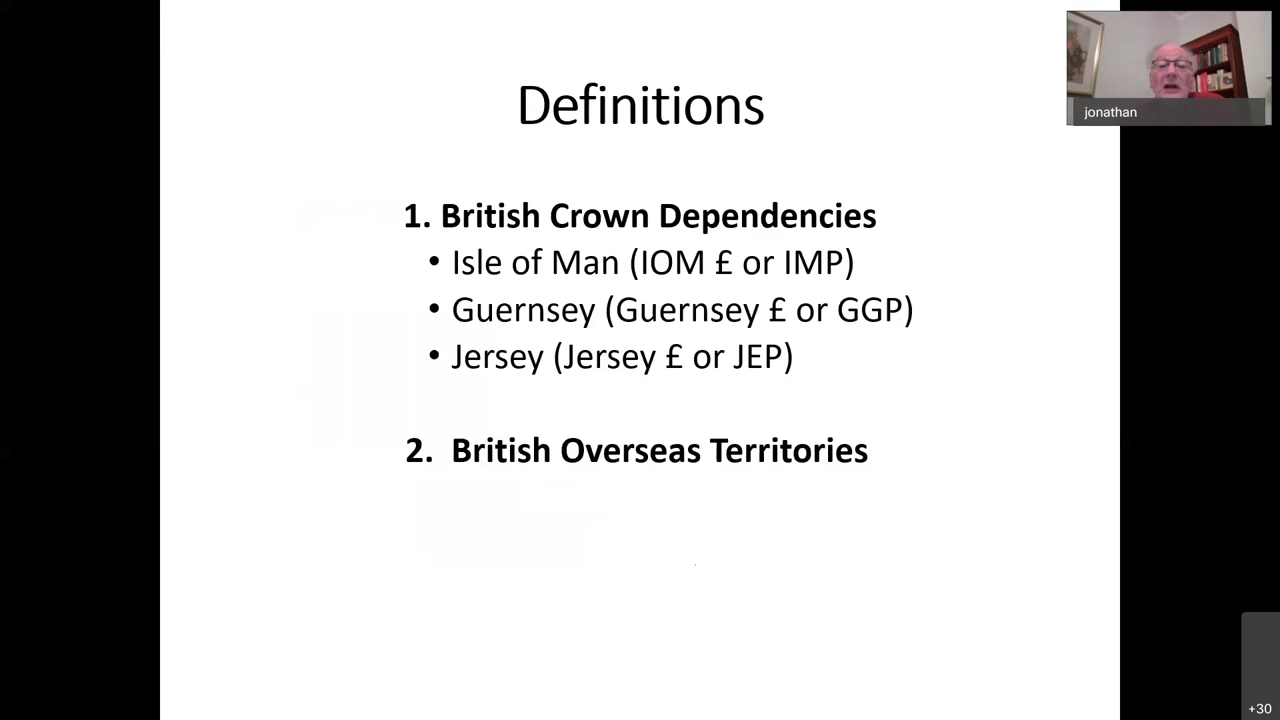 Definitions
1. British Crown Dependencies
• Isle of Man (IOM £ or IMP)
• Guernsey (Guernsey £ or GGP)
• Jersey (Jersey £ or JEP)
2. British Overseas Territories
jonathan
+30